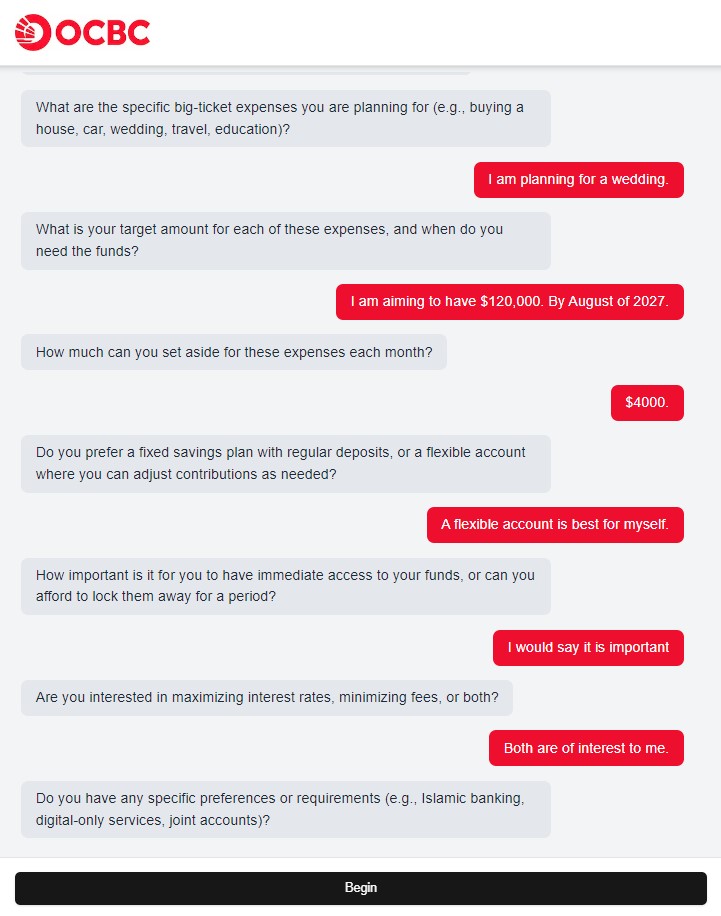 OCBC
What are the specific big-ticket expenses you are planning for (e.g., buying a
house, car, wedding, travel, education)?
I am planning for a wedding.
What is your target amount for each of these expenses, and when do you
need the funds?
I am aiming to have $120,000. By August of 2027.
How much can you set aside for these expenses each month?
$4000.
Do you prefer a fixed savings plan with regular deposits, or a flexible account
where you can adjust contributions as needed?
A flexible account is best for myself.
How important is it for you to have immediate access to your funds, or can you
afford to lock them away for a period?
I would say it is important
Are you interested in maximizing interest rates, minimizing fees, or both?
Both are of interest to me.
Do you have any specific preferences or requirements (e.g., Islamic banking,
digital-only services, joint accounts)?
Begin